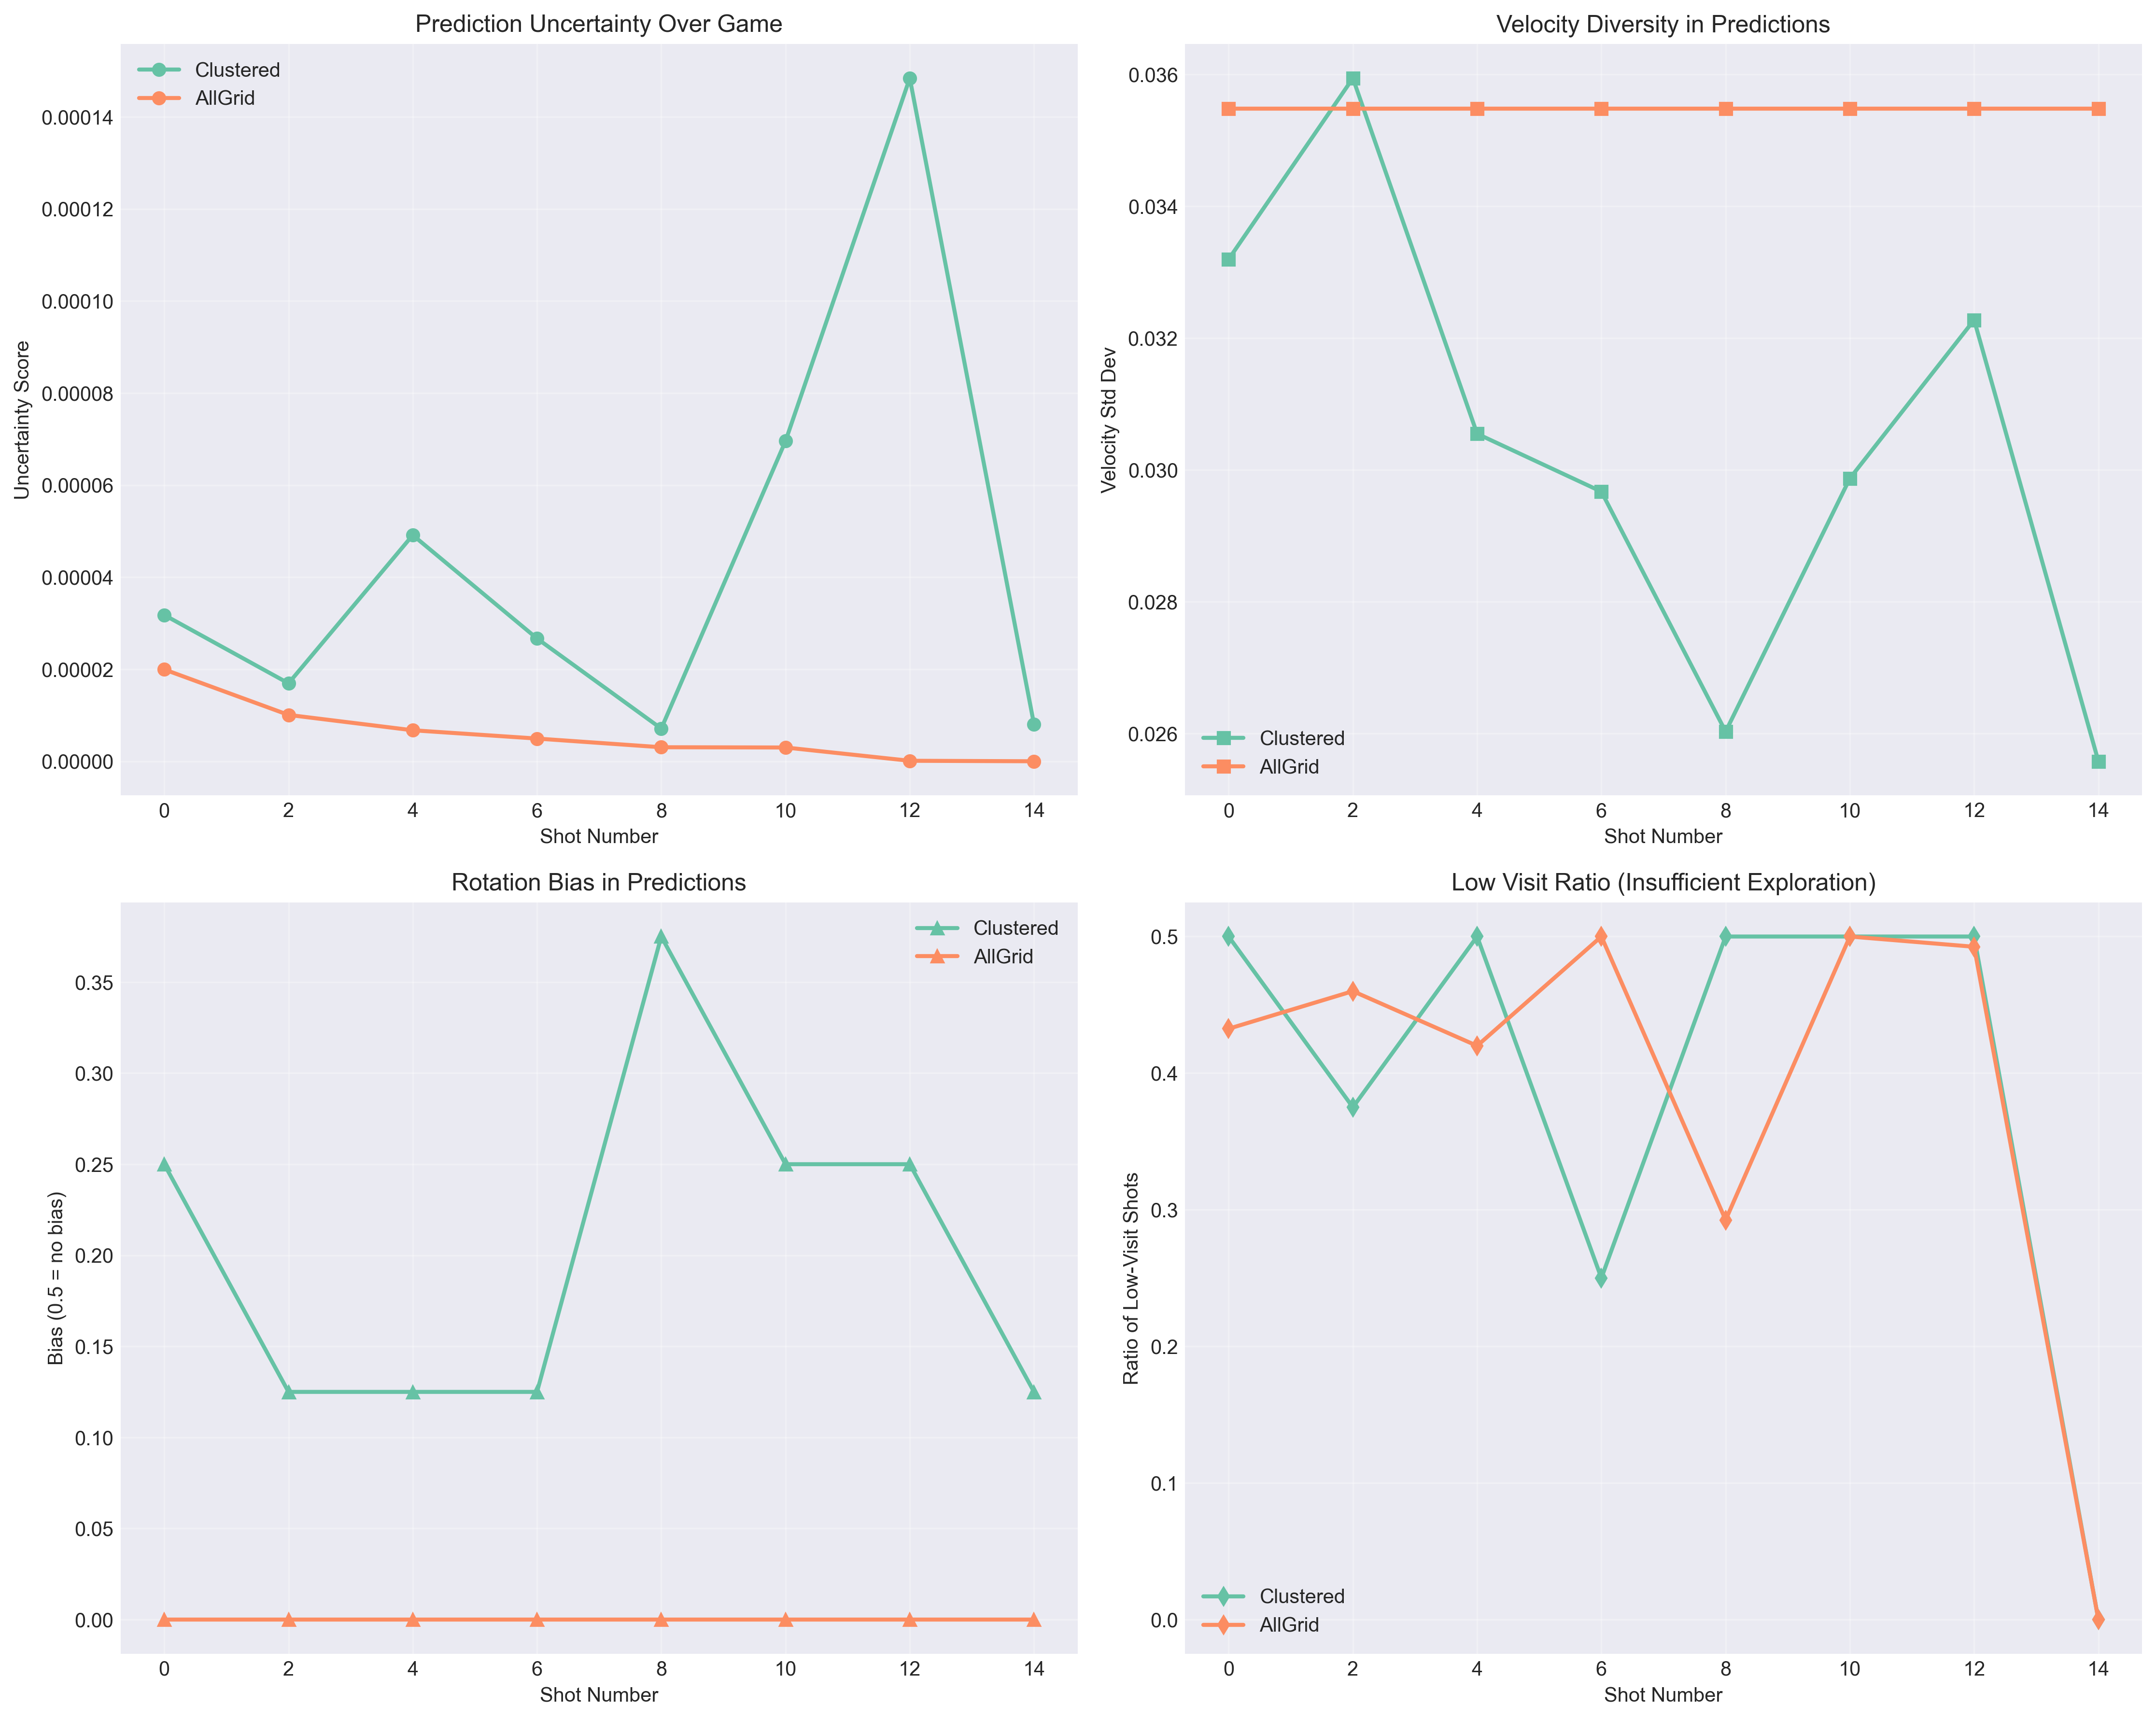 Prediction Uncertainty Over Game
Clustered
AllGrid
Uncertainty Score
0.00014
0.00012
0.00010
0.00008
0.00006
0.00004
0.00002
0.00000
0 2 4 6 8 10 12 14
Shot Number
Velocity Diversity in Predictions
Velocity Std Dev
0.036
0.034
0.032
0.030
0.028
0.026
Clustered
AllGrid
0 2 4 6 8 10 12 14
Shot Number
Rotation Bias in Predictions
Clustered
AllGrid
Bias (0.5 = no bias)
0.35
0.30
0.25
0.20
0.15
0.10
0.05
0.00
0 2 4 6 8 10 12 14
Shot Number
Low Visit Ratio (Insufficient Exploration)
Ratio of Low-Visit Shots
0.5
0.4
0.3
0.2
0.1
0.0
Clustered
AllGrid
0 2 4 6 8 10 12 14
Shot Number